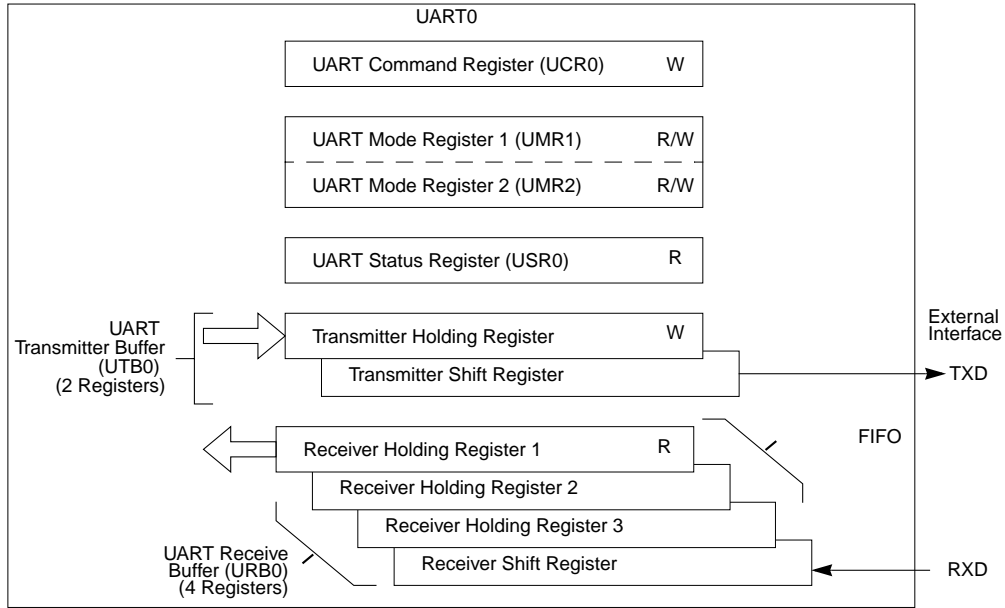 UART0
UART Command Register (UCR0) W
UART Mode Register 1 (UMR1) R/W
UART Mode Register 2 (UMR2) R/W
UART Status Register (USR0) R
UART
Transmitter Buffer
(UTB0)
(2 Registers)
Transmitter Holding Register W
Transmitter Shift Register
External
Interface
TXD
Receiver Holding Register 1 R
FIFO
Receiver Holding Register 2
Receiver Holding Register 3
Receiver Shift Register
UART Receive
Buffer (URB0)
(4 Registers)
RXD